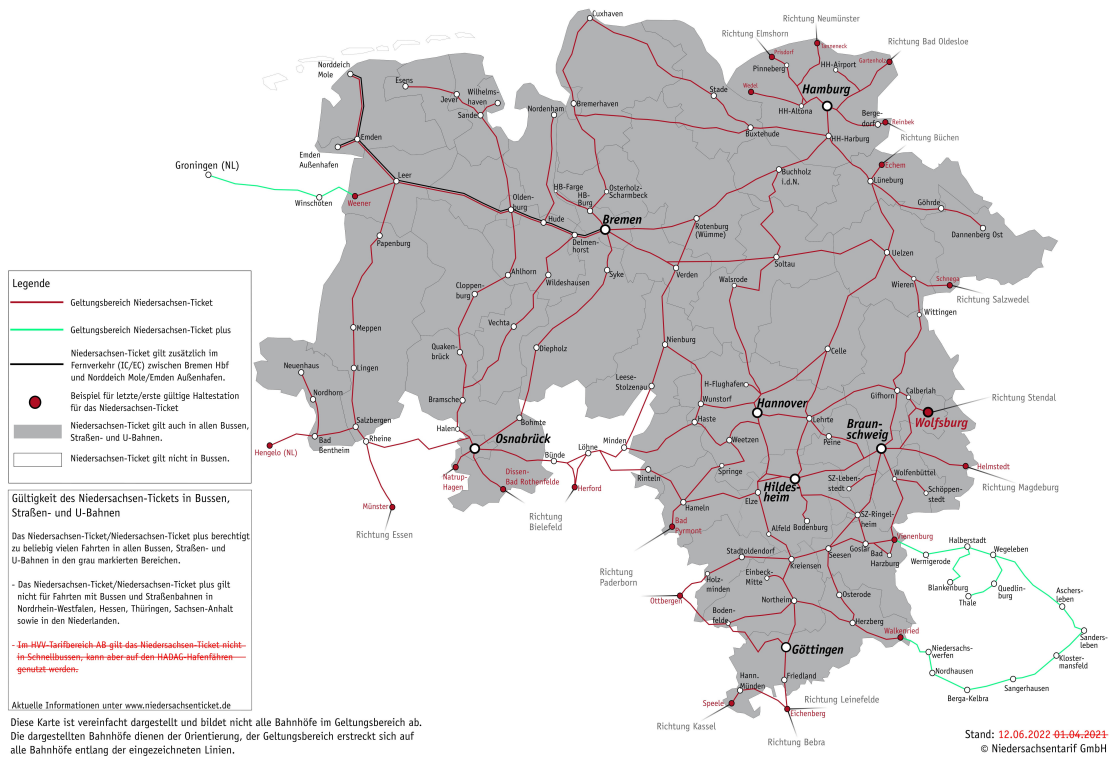 Cuxhaven
Richtung Neumünster
Richtung Elmshorn
Tanneneck
Richtung Bad Oldesloe
Prisdorf
Norddeich
Mole
Pinneberg
HH-Airport
Gartenholz
Esens
Wilhelms-
haven
Jever
Stade
Wedel
Hamburg
Sande
Nordenham
Bremerhaven
HH-Altona
Berge-
dorf
Reinbek
Buxtehude
HH-Harburg
Richtung Büchen
Emden
Emden
Außenhafen
Groningen (NL)
Echem
Winschoten
Weener
Leer
Buchholz
i.d.N.
Lüneburg
HB-Farge
HB-
Burg
Osterholz-
Scharmbeck
Olden-
burg
Hude
Bremen
Göhrde
Rotenburg
(Wümme)
Dannenberg Ost
Papenburg
Delmen-
horst
Syke
Verden
Soltau
Uelzen
Ahlhorn
Wildeshausen
Walsrode
Wieren
Schnega
Richtung Salzwedel
Cloppen-
burg
Wittingen
Legende
Geltungsbereich Niedersachsen-Ticket
Geltungsbereich Niedersachsen-Ticket plus
Niedersachsen-Ticket gilt zusätzlich im
Fernverkehr (IC/EC) zwischen Bremen Hbf
und Norddeich Mole/Emden Außenhafen.
Beispiel für letzte/erste gültige Haltestation
für das Niedersachsen-Ticket
Niedersachsen-Ticket gilt auch in allen Bussen,
Straßen- und U-Bahnen.
Niedersachsen-Ticket gilt nicht in Bussen.
Meppen
Vechta
Quaken-
brück
Diepholz
Nienburg
Celle
Neuenhaus
Lingen
Leese-
Stolzenau
H-Flughafen
Calberlah
Gifhorn
Richtung Stendal
Nordhorn
Bramsche
Wunstorf
Hannover
Wolfsburg
Salzbergen
Halen
Bohmte
Haste
Lehrte
Braun-
schweig
Hengelo (NL)
Bad
Bentheim
Rheine
Osnabrück
Löhne
Minden
Weetzen
Peine
Bünde
Helmstedt
Richtung Magdeburg
Natrup-
Hagen
Dissen-
Bad Rothenfelde
Herford
Rinteln
Springe
Hildes-
heim
SZ-Leben-
stedt
Wolfenbüttel
Schöppen-
stedt
Münster
Richtung Essen
Richtung
Bielefeld
Hameln
Elze
Bad
Pyrmont
Alfeld
Bodenburg
SZ-Ringel-
heim
Vienenburg
Goslar
Bad
Harzburg
Halberstadt
Wegeleben
Wernigerode
Stadtoldendorf
Kreiensen
Seesen
Richtung
Paderborn
Holz-
minden
Einbeck-
Mitte
Blankenburg
Thale
Quedlin-
burg
Aschers-
leben
Ottbergen
Boden-
felde
Northeim
Osterode
Herzberg
Walkenried
Sanders-
leben
Göttingen
Niedersachs-
werfen
Kloster-
mansfeld
Nordhausen
Hann.
Münden
Friedland
Sangerhausen
Berga-Kelbra
Speele
Richtung Leinefelde
Eichenberg
Richtung Kassel
Richtung Bebra
Gültigkeit des Niedersachsen-Tickets in Bussen,
Straßen- und U-Bahnen
Das Niedersachsen-Ticket/Niedersachsen-Ticket plus berechtigt
zu beliebig vielen Fahrten in allen Bussen, Straßen- und
U-Bahnen in den grau markierten Bereichen.
- Das Niedersachsen-Ticket/Niedersachsen-Ticket plus gilt
nicht für Fahrten mit Bussen und Straßenbahnen in
Nordrhein-Westfalen, Hessen, Thüringen, Sachsen-Anhalt
sowie in den Niederlanden.
- Im HVV-Tarifbereich AB gilt das Niedersachsen-Ticket nicht
in Schnellbussen, kann aber auf den HADAG-Hafenfähren
genutzt werden.
Aktuelle Informationen unter www.niedersachsenticket.de
Diese Karte ist vereinfacht dargestellt und bildet nicht alle Bahnhöfe im Geltungsbereich ab.
Die dargestellten Bahnhöfe dienen der Orientierung, der Geltungsbereich erstreckt sich auf
alle Bahnhöfe entlang der eingezeichneten Linien.
Stand: 12.06.2022 01.04.2021
© Niedersachsentarif GmbH